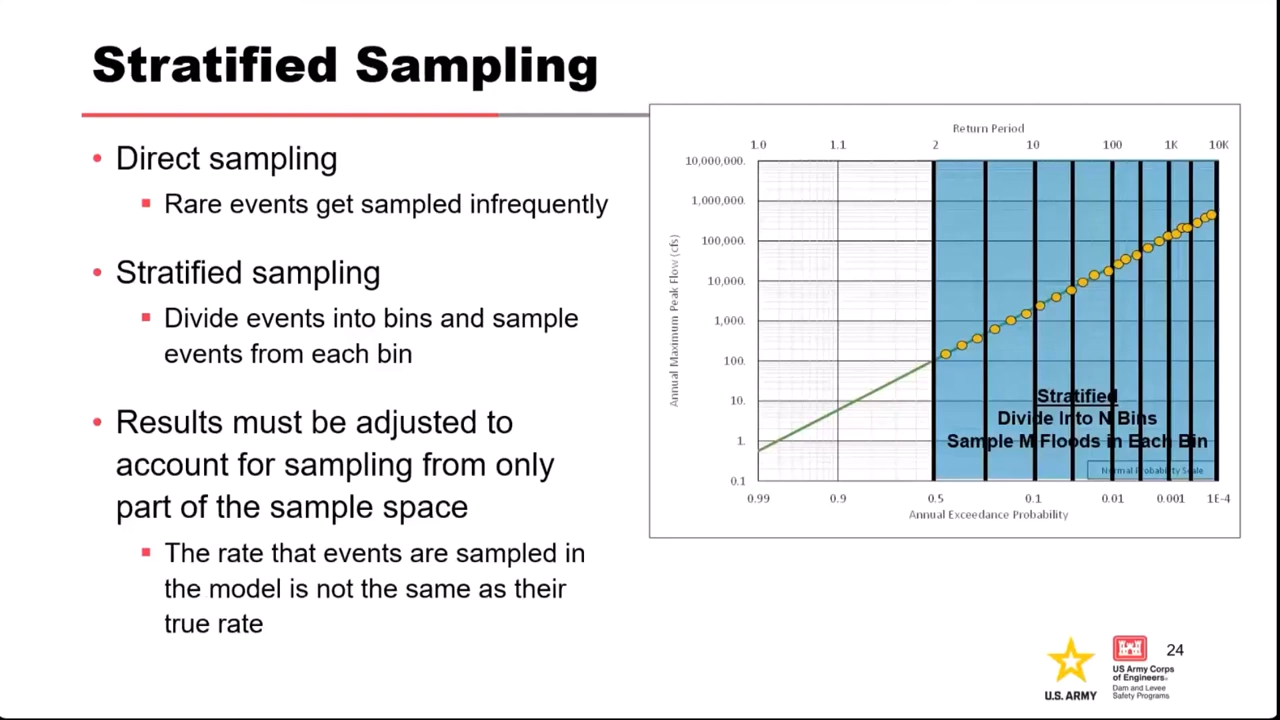 Stratified Sampling
• Direct sampling
▪ Rare events get sampled infrequently
• Stratified sampling
▪ Divide events into bins and sample
events from each bin
• Results must be adjusted to
account for sampling from only
part of the sample space
▪ The rate that events are sampled in
the model is not the same as their
true rate
Return Period
1.0 1.1 2 10 100 1K 10K
Annual Maximum Peak Flow (cfs)
10,000,000.
1,000,000.
100,000.
10,000.
1,000.
100.
10.
1.
0.1
Stratified
Divide Into N Bins
Sample M Floods in Each Bin
Normal Probability Scale
0.99 0.9 0.5 0.1 0.01 0.001 1E-4
Annual Exceedance Probability
U.S. ARMY
US Army Corps
of Engineers®
Dam and Levee
Safety Programs
24